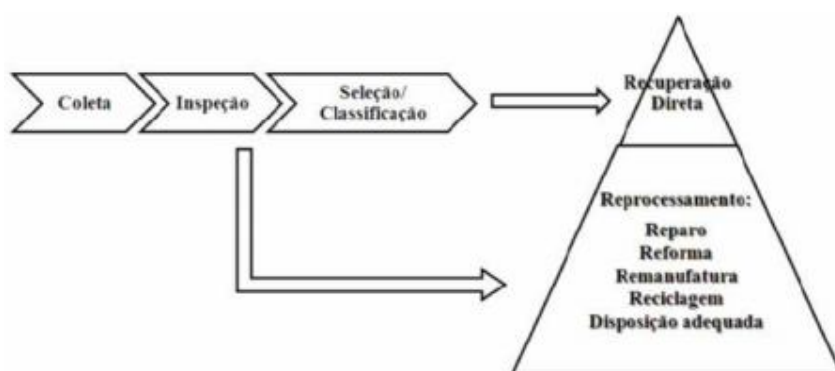 Coleta
Inspeção
Seleção/
Classificação
Recuperação
Direta
Reprocessamento:
Reparo
Reforma
Remanufatura
Reciclagem
Disposição adequada